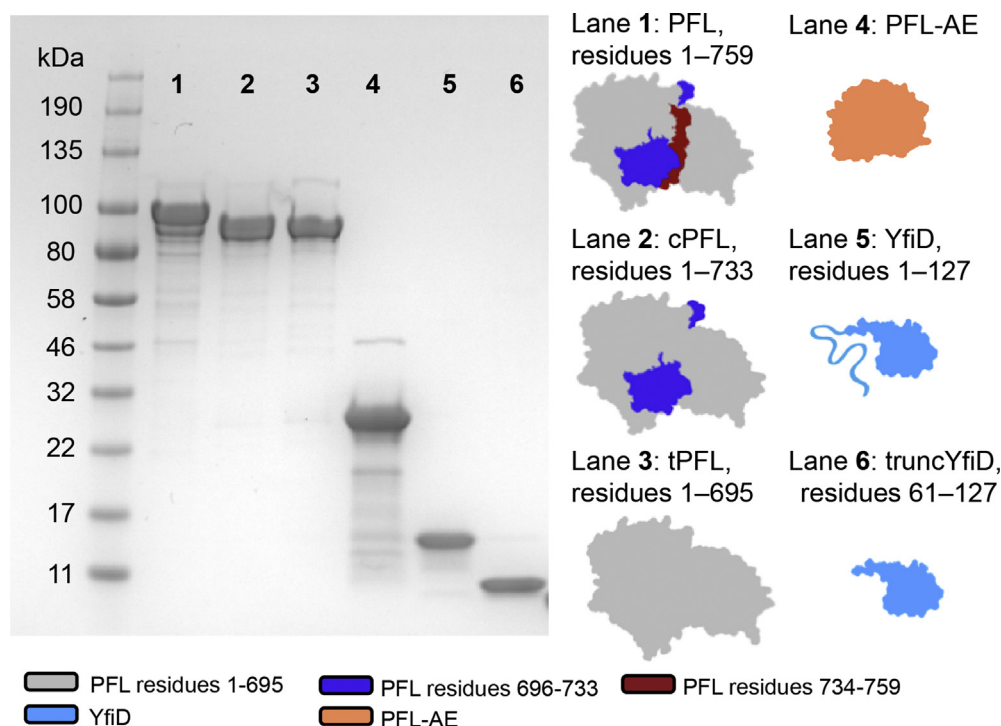 kDa
190
135
100
80
58
46
32
22
17
11
1 2 3 4 5 6
Lane 1: PFL,
residues 1–759
Lane 4: PFL-AE
Lane 2: cPFL,
residues 1–733
Lane 5: YfiD,
residues 1–127
Lane 3: tPFL,
residues 1–695
Lane 6: truncYfiD,
residues 61–127
PFL residues 1-695
PFL residues 696-733
PFL residues 734-759
YfiD
PFL-AE